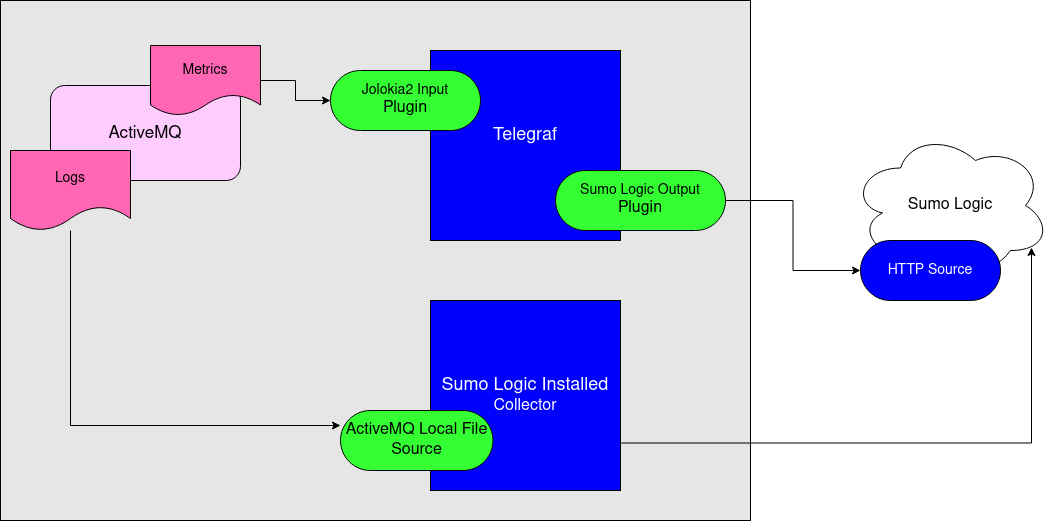 Metrics
Jolokia2 Input
Plugin
ActiveMQ
Telegraf
Logs
Sumo Logic Output
Plugin
Sumo Logic
HTTP Source
Sumo Logic Installed
Collector
ActiveMQ Local File
Source